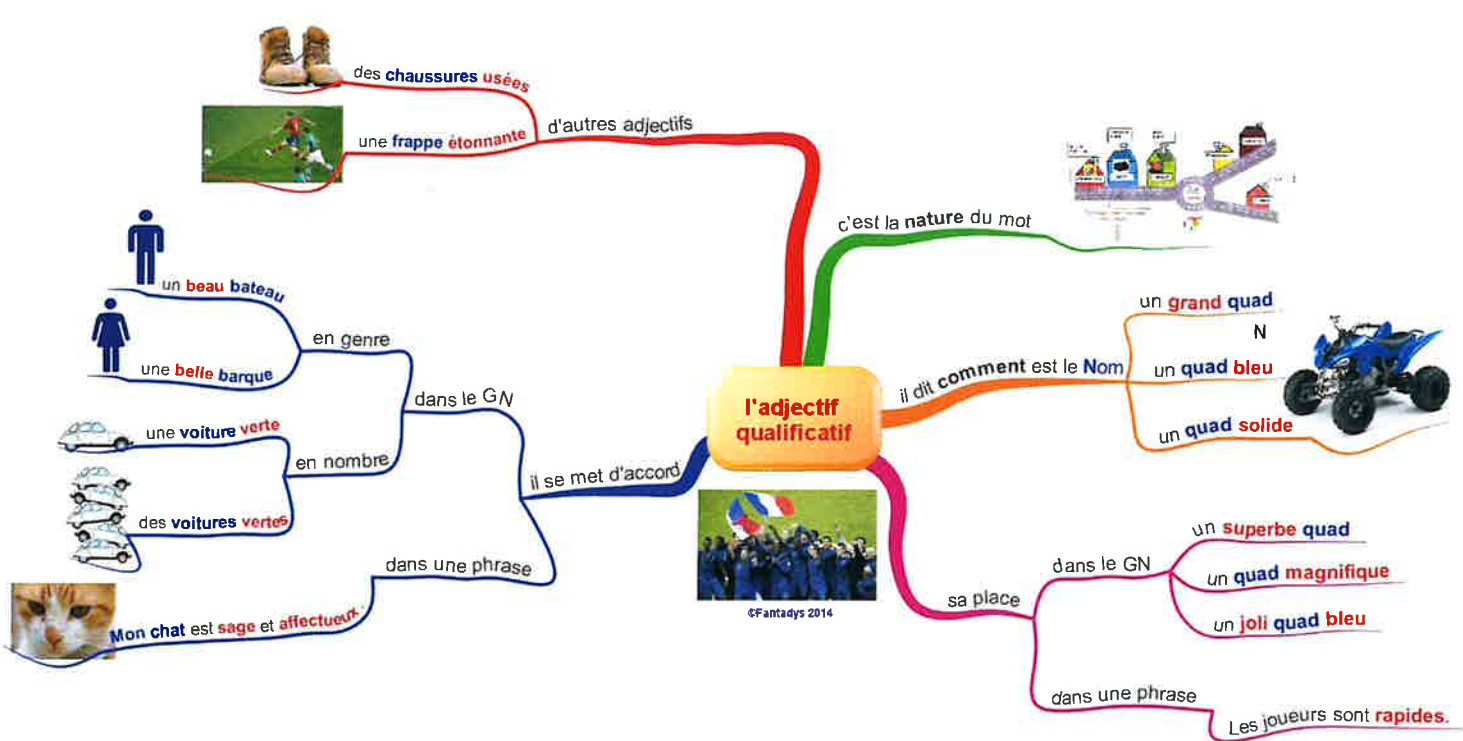 l'adjectif
qualificatif
©Fantadys 2014
d'autres adjectifs
des chaussures usées
une frappe étonnante
c'est la nature du mot
il dit comment est le Nom
un grand quad
N
un quad bleu
un quad solide
sa place
dans le GN
un superbe quad
un quad magnifique
un joli quad bleu
dans une phrase
Les joueurs sont rapides.
il se met d'accord
dans le GN
en genre
un beau bateau
une belle barque
en nombre
une voiture verte
des voitures vertes
dans une phrase
Mon chat est sage et affectueux.